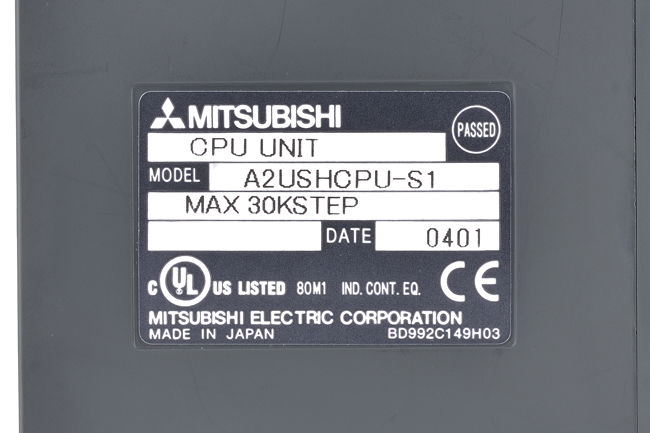 MITSUBISHI
PASSED
CPU UNIT
MODEL A2USHCPU-S1
MAX 30KSTEP
DATE 0401
C UL US LISTED 80M1 IND. CONT. EQ. CE
MITSUBISHI ELECTRIC CORPORATION
MADE IN JAPAN BD992C149H03